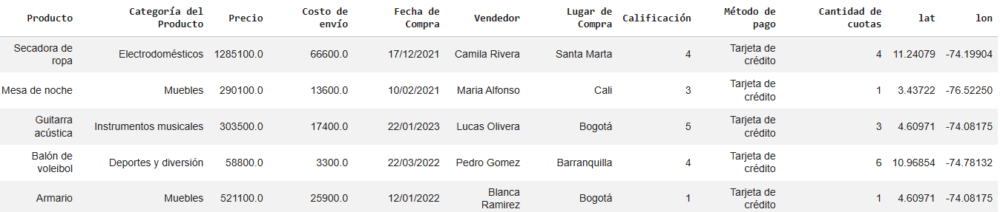 Producto Categoría del Producto Precio Costo de envío Fecha de Compra Vendedor Lugar de Compra Calificación Método de pago Cantidad de cuotas lat lon
Secadora de ropa Electrodomésticos 1285100.0 66600.0 17/12/2021 Camila Rivera Santa Marta 4 Tarjeta de crédito 4 11.24079 -74.19904
Mesa de noche Muebles 290100.0 13600.0 10/02/2021 Maria Alfonso Cali 3 Tarjeta de crédito 1 3.43722 -76.52250
Guitarra acústica Instrumentos musicales 303500.0 17400.0 22/01/2023 Lucas Olivera Bogotá 5 Tarjeta de crédito 3 4.60971 -74.08175
Balón de voleibol Deportes y diversión 58800.0 3300.0 22/03/2022 Pedro Gomez Barranquilla 4 Tarjeta de crédito 6 10.96854 -74.78132
Armario Muebles 521100.0 25900.0 12/01/2022 Blanca Ramirez Bogotá 1 Tarjeta de crédito 1 4.60971 -74.08175